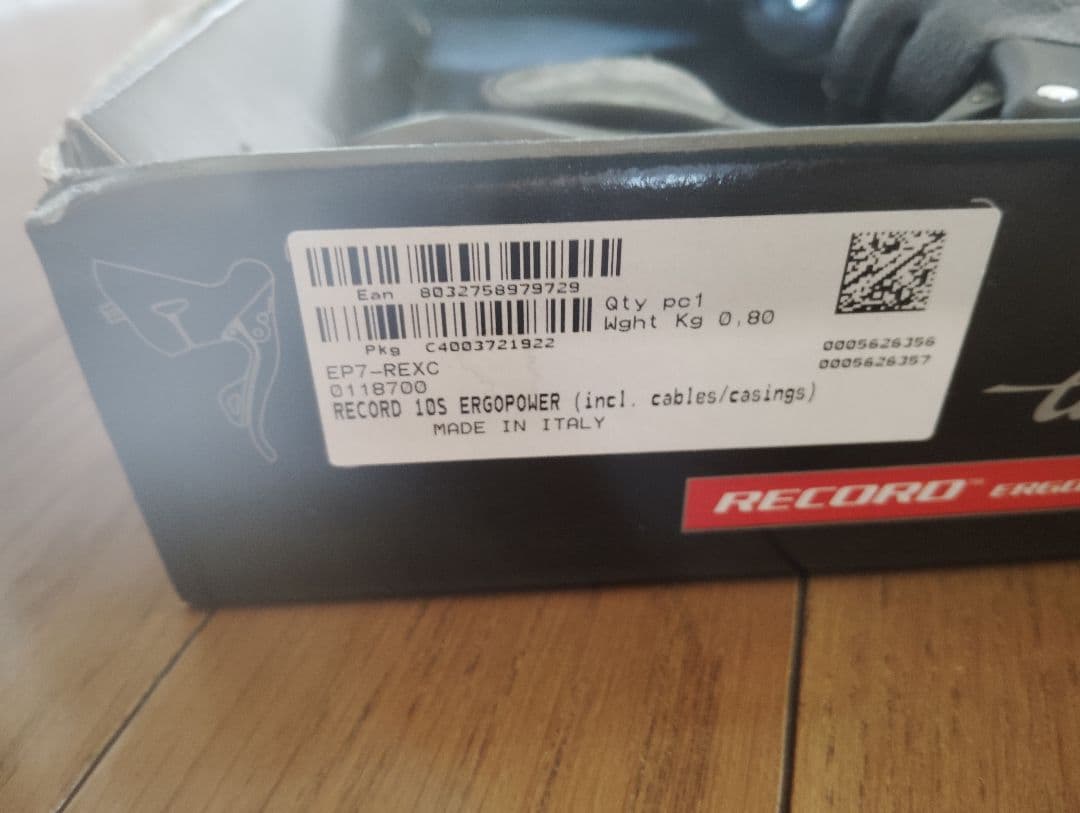 Ean 8032758979729
Qty pc1
Pkg C4003721922
Wght Kg 0,80
0005626356
0005626357
EP7-REXC
0118700
RECORD 10S ERGOPOWER (incl. cables/casings)
MADE IN ITALY
RECORD™